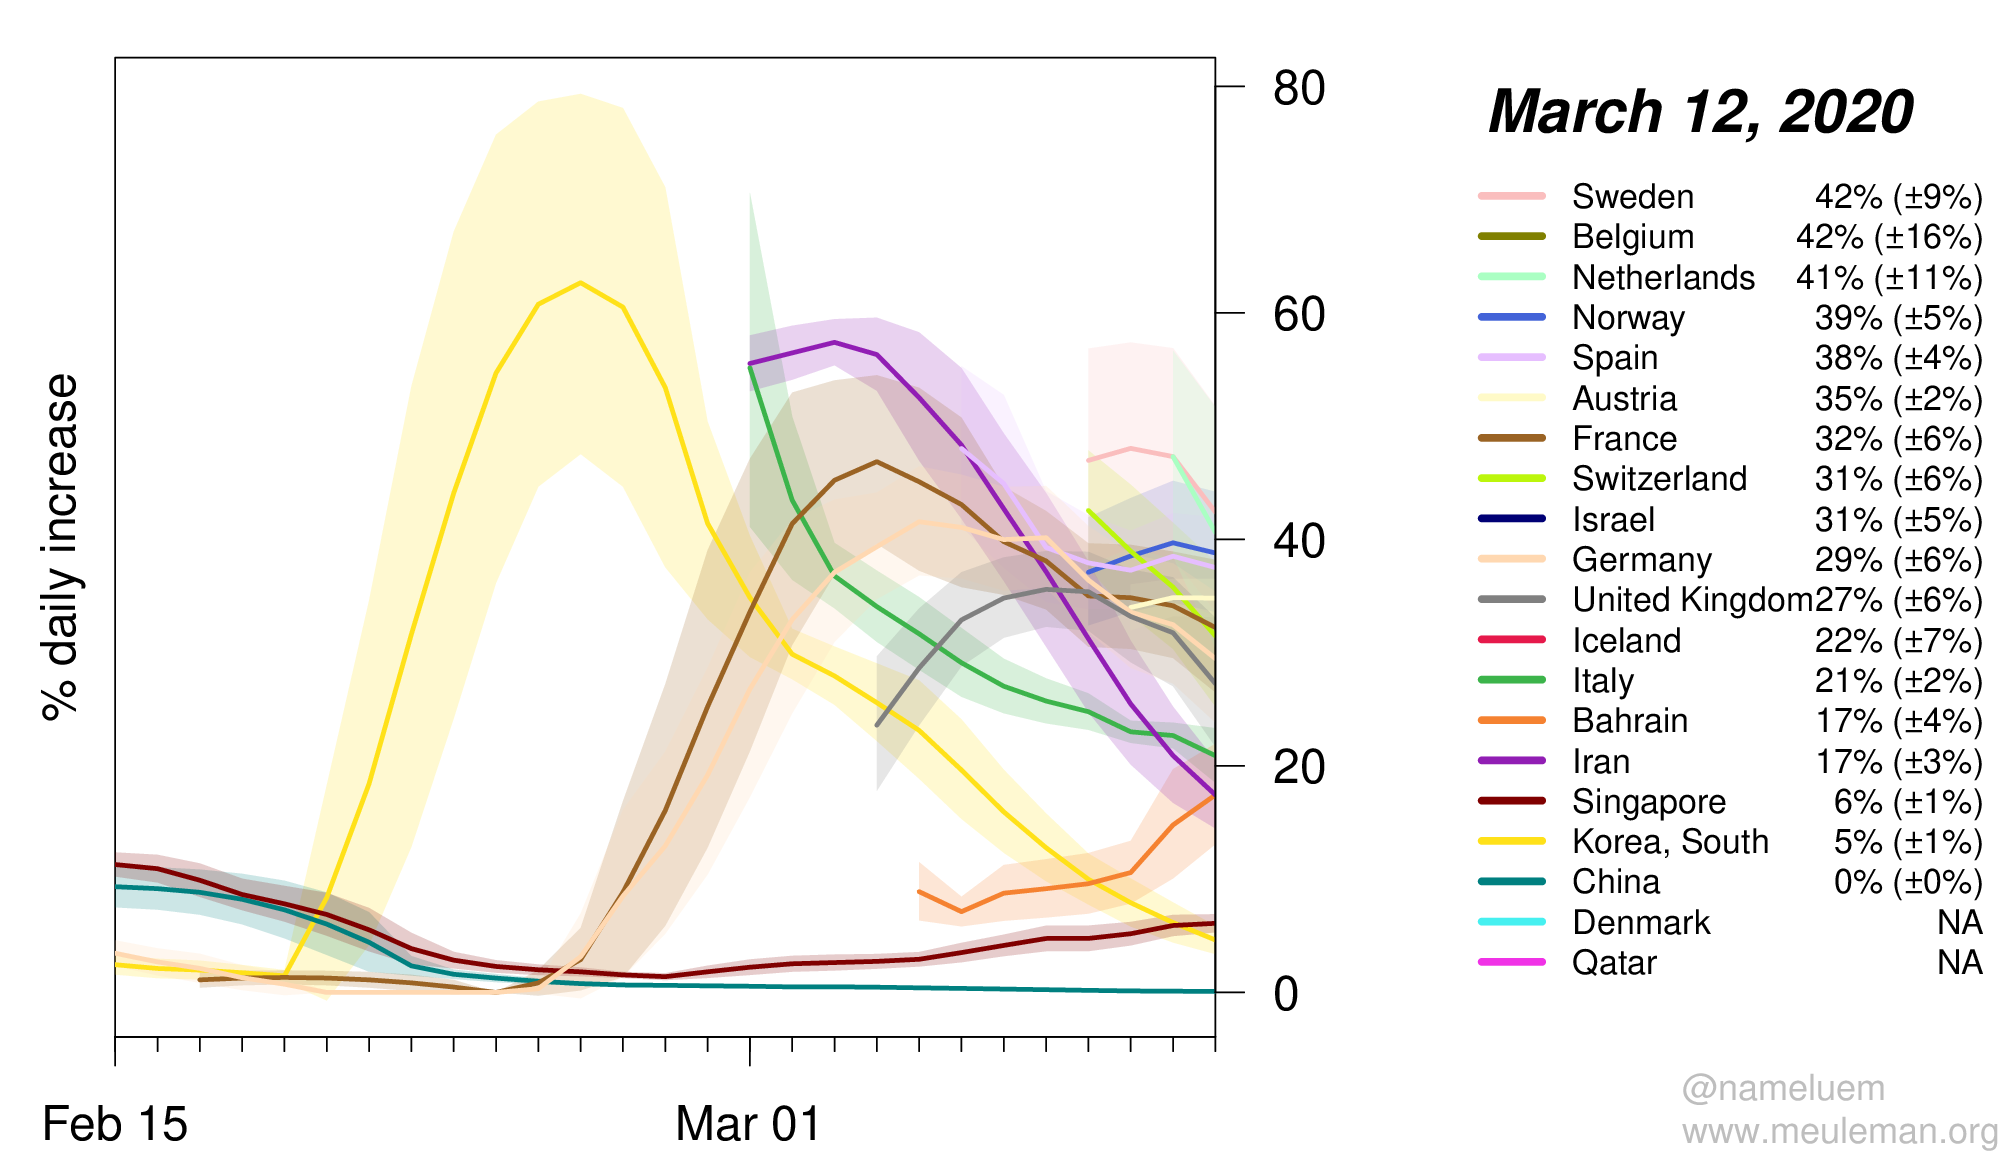 March 12, 2020
Sweden 42% (±9%)
Belgium 42% (±16%)
Netherlands 41% (±11%)
Norway 39% (±5%)
Spain 38% (±4%)
Austria 35% (±2%)
France 32% (±6%)
Switzerland 31% (±6%)
Israel 31% (±5%)
Germany 29% (±6%)
United Kingdom 27% (±6%)
Iceland 22% (±7%)
Italy 21% (±2%)
Bahrain 17% (±4%)
Iran 17% (±3%)
Singapore 6% (±1%)
Korea, South 5% (±1%)
China 0% (±0%)
Denmark NA
Qatar NA
% daily increase
80
60
40
20
0
Feb 15
Mar 01
@nameluem
www.meuleman.org